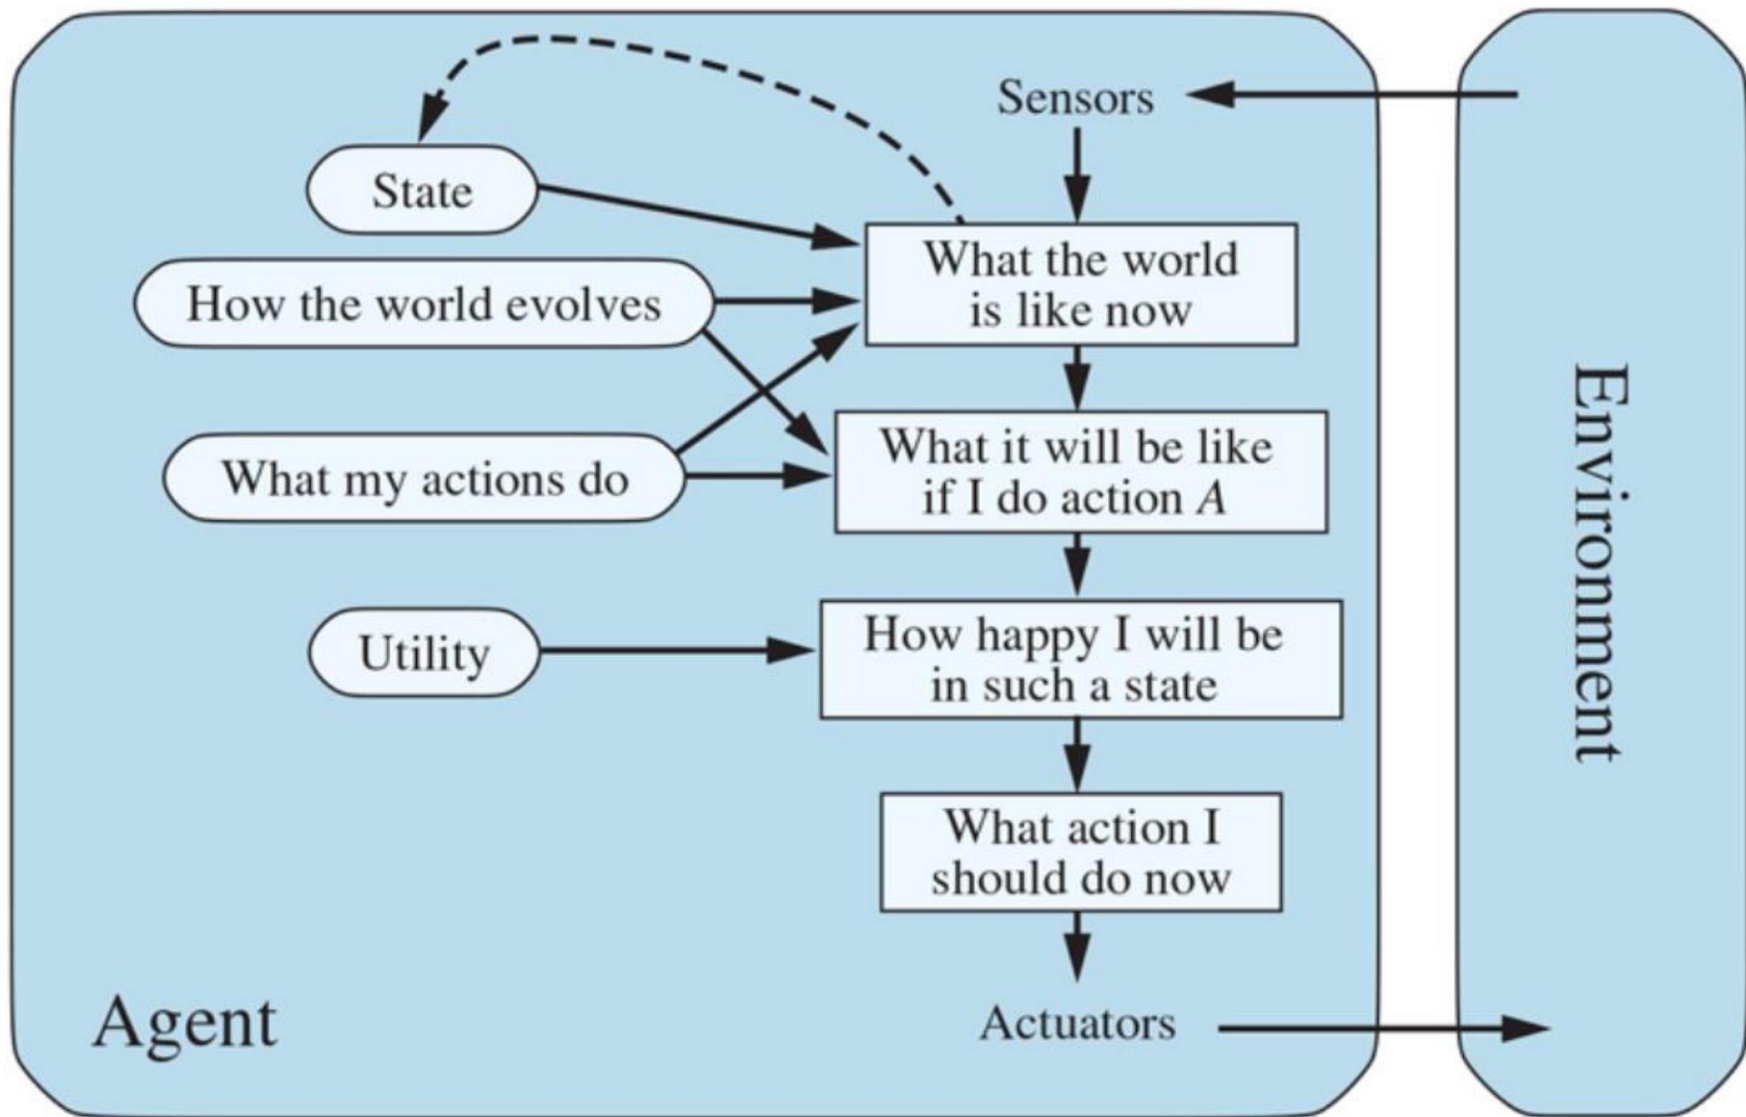 Sensors
State
What the world
is like now
How the world evolves
What my actions do
What it will be like
if I do action A
Utility
How happy I will be
in such a state
What action I
should do now
Agent
Actuators
Environment